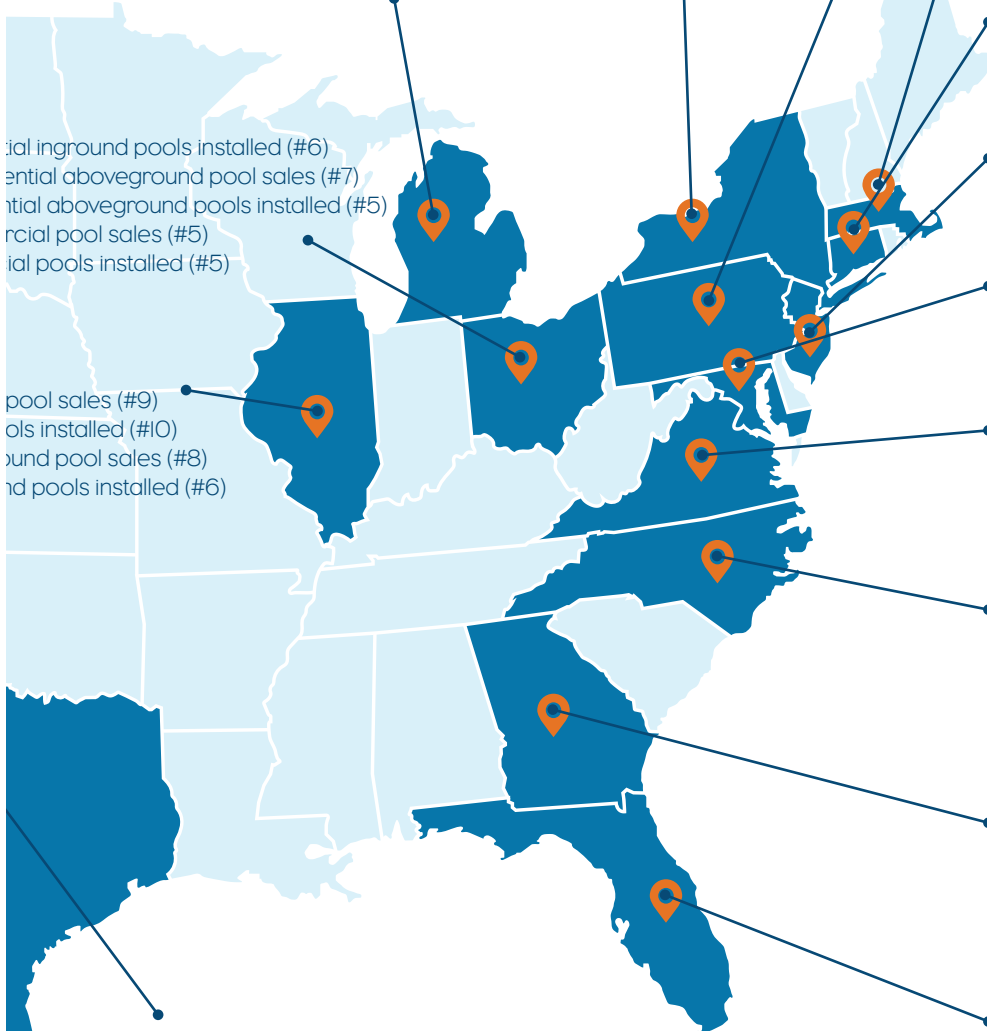 tial inground pools installed (#6)
ential aboveground pool sales (#7)
ntial aboveground pools installed (#5)
rcial pool sales (#5)
ial pools installed (#5)
pool sales (#9)
ols installed (#10)
ound pool sales (#8)
nd pools installed (#6)